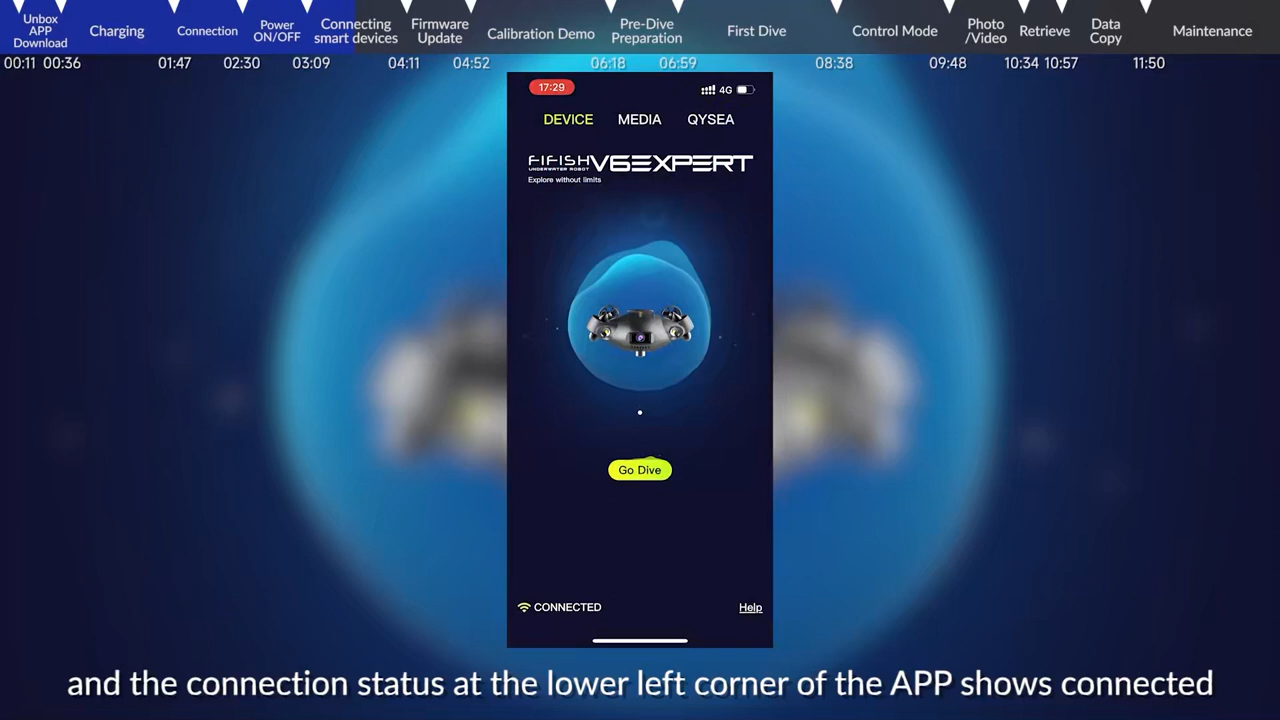 Unbox
APP
Download
Charging
Connection
Power
ON/OFF
Connecting
smart devices
Firmware
Update
Calibration Demo
Pre-Dive
Preparation
First Dive
Control Mode
Photo
/Video
Retrieve
Data
Copy
Maintenance
00:11 00:36 01:47 02:30 03:09 04:11 04:52 06:18 06:59 08:38 09:48 10:34 10:57 11:50
17:29 4G
DEVICE MEDIA QYSEA
FIFISH V6EXPERT
UNDERWATER ROBOT
Explore without limits
Go Dive
CONNECTED Help
and the connection status at the lower left corner of the APP shows connected